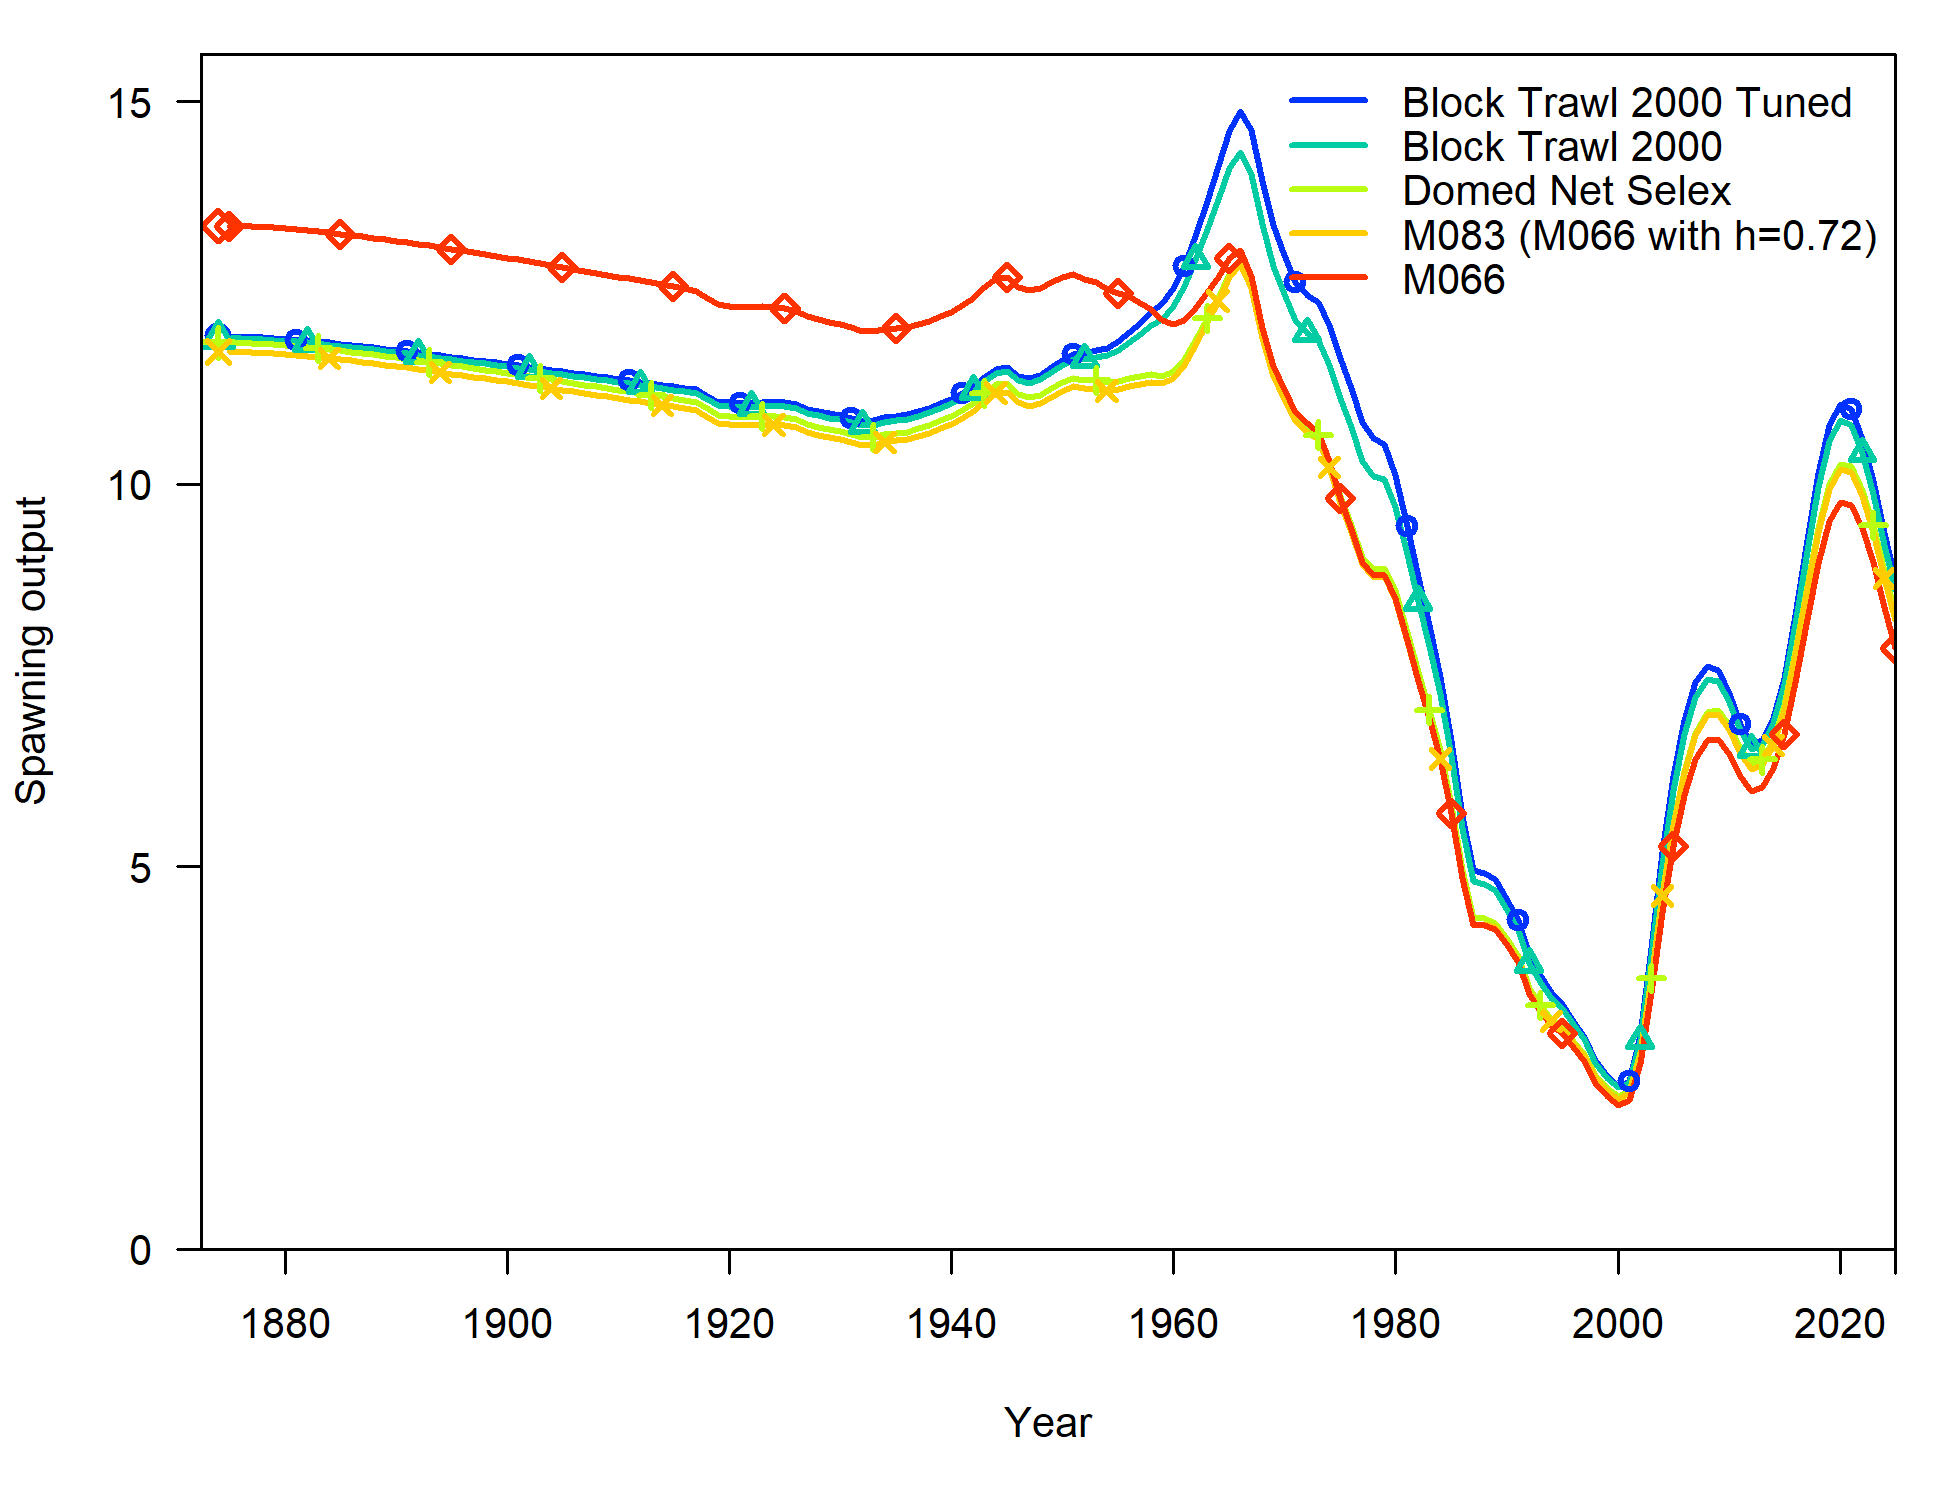 Block Trawl 2000 Tuned
Block Trawl 2000
Domed Net Selex
M083 (M066 with h=0.72)
M066
Spawning output
15
10
5
0
1880 1900 1920 1940 1960 1980 2000 2020
Year